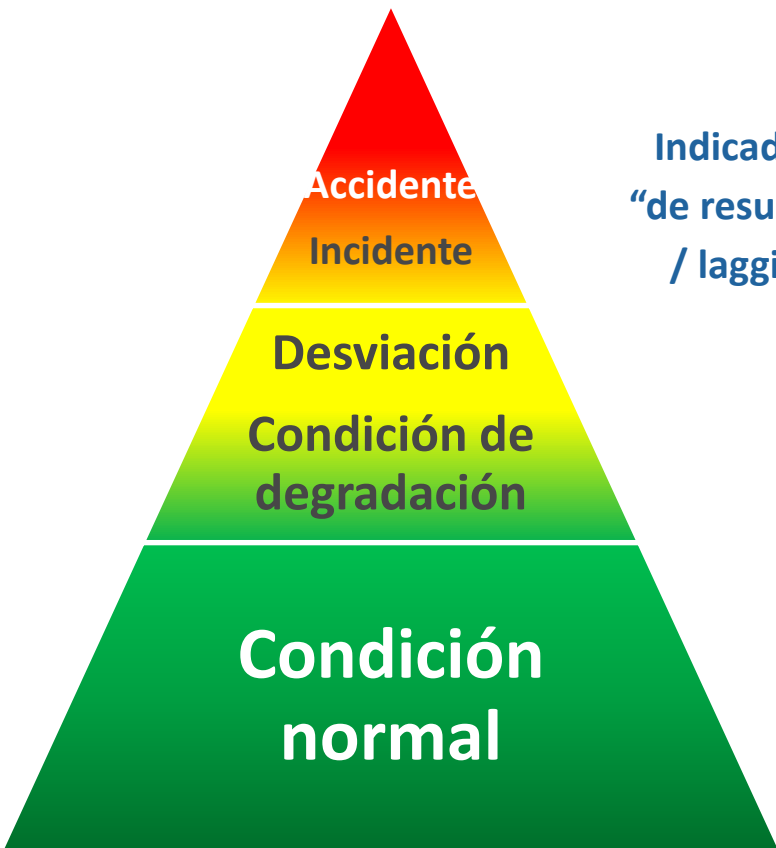 Accidente
Incidente
Indicad
“de resu
/ laggi
Desviación
Condición de
degradación
Condición
normal